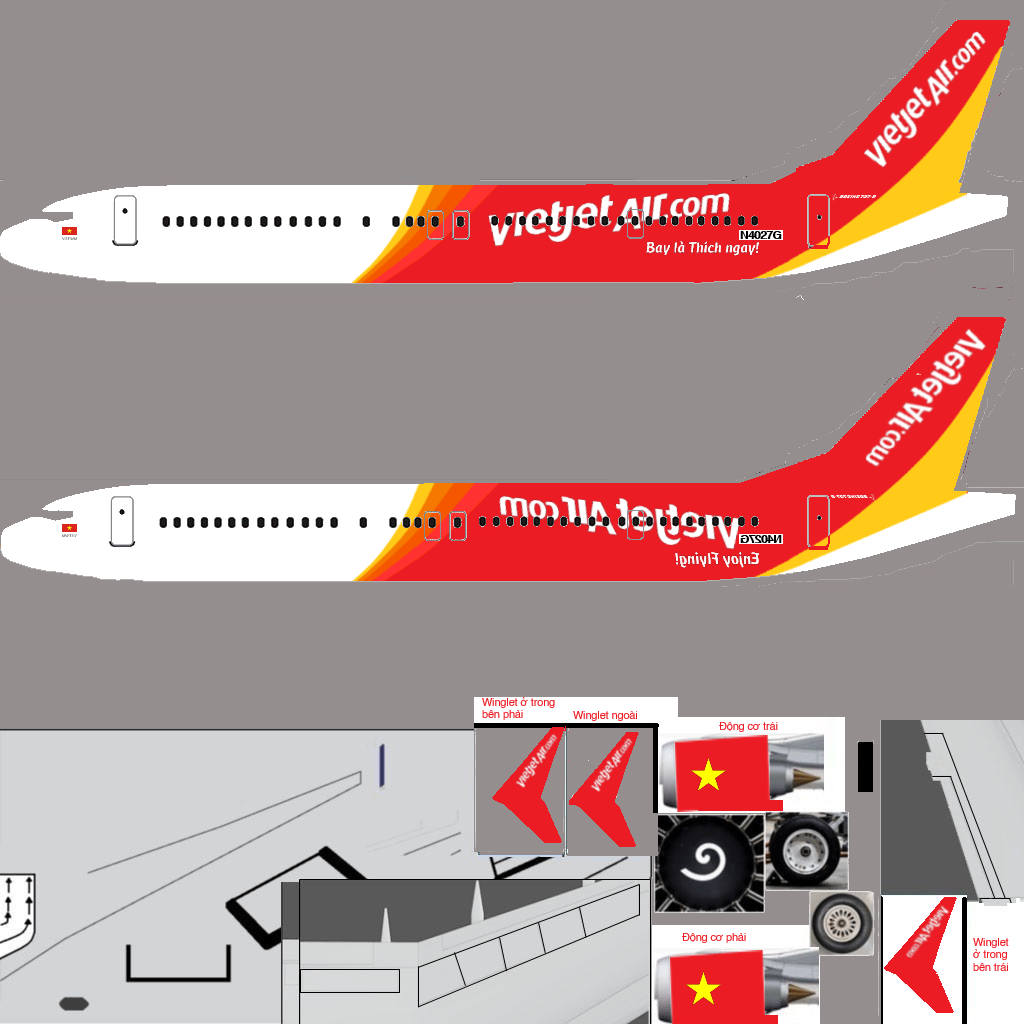 VietjetAir.com
VietjetAir.com
N4027G
Bay là Thích ngay!
BOEING 737-8
VIETNAM
VietjetAir.com
VietjetAir.com
N4027G
Enjoy Flying!
Winglet ở trong
bên phải
Winglet ngoài
Động cơ trái
VietjetAir.com
VietjetAir.com
Động cơ phải
VietjetAir.com
Winglet
ở trong
bên trái